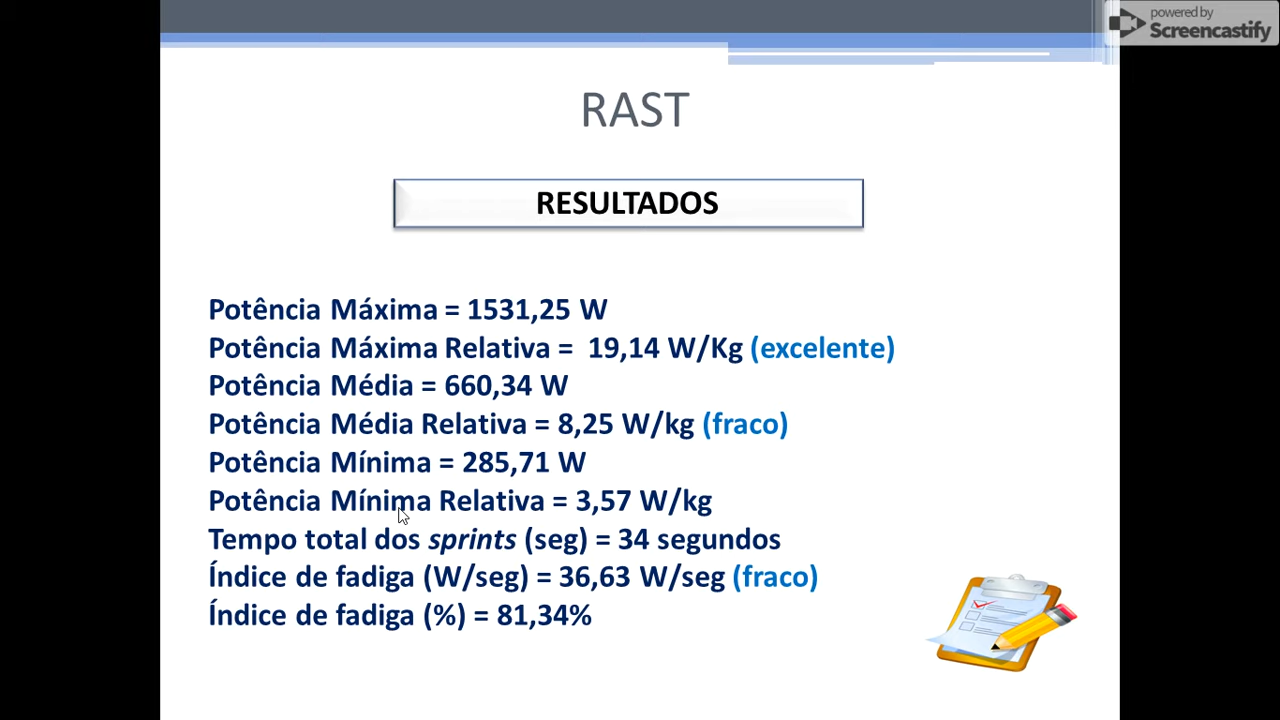 powered by
Screencastify
RAST
RESULTADOS
Potência Máxima = 1531,25 W
Potência Máxima Relativa =  19,14 W/Kg (excelente)
Potência Média = 660,34 W
Potência Média Relativa = 8,25 W/kg (fraco)
Potência Mínima = 285,71 W
Potência Mínima Relativa = 3,57 W/kg
Tempo total dos sprints (seg) = 34 segundos
Índice de fadiga (W/seg) = 36,63 W/seg (fraco)
Índice de fadiga (%) = 81,34%